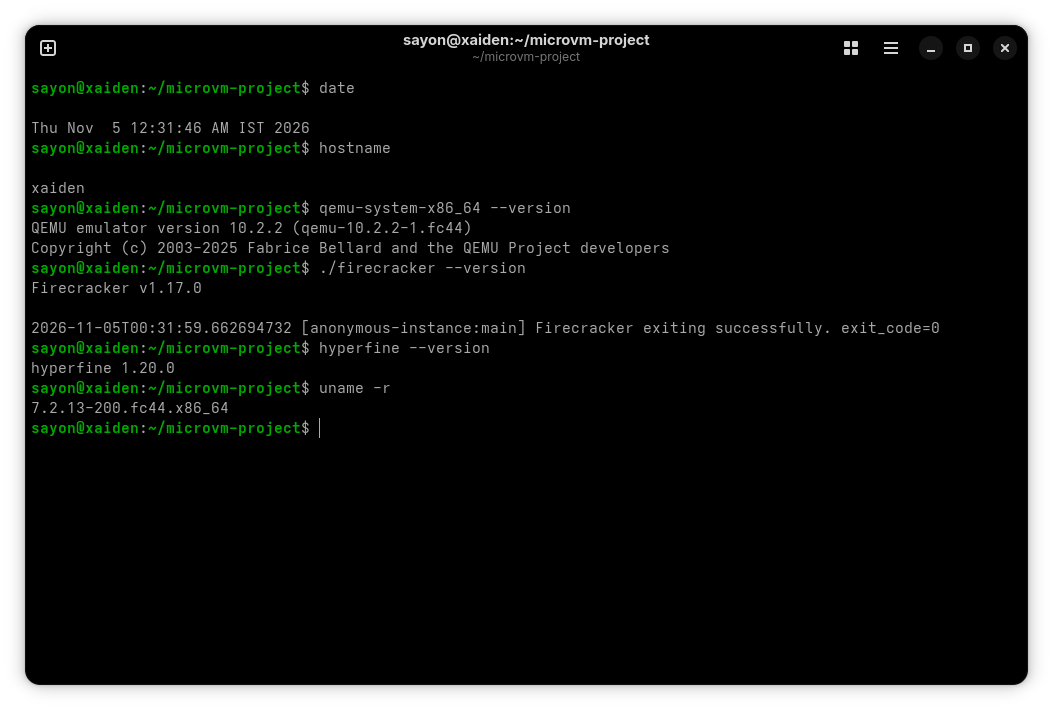 sayon@xaiden:~/microvm-project
~/microvm-project
sayon@xaiden:~/microvm-project$ date
Thu Nov  5 12:31:46 AM IST 2026
sayon@xaiden:~/microvm-project$ hostname
xaiden
sayon@xaiden:~/microvm-project$ qemu-system-x86_64 --version
QEMU emulator version 10.2.2 (qemu-10.2.2-1.fc44)
Copyright (c) 2003-2025 Fabrice Bellard and the QEMU Project developers
sayon@xaiden:~/microvm-project$ ./firecracker --version
Firecracker v1.17.0
2026-11-05T00:31:59.662694732 [anonymous-instance:main] Firecracker exiting successfully. exit_code=0
sayon@xaiden:~/microvm-project$ hyperfine --version
hyperfine 1.20.0
sayon@xaiden:~/microvm-project$ uname -r
7.2.13-200.fc44.x86_64
sayon@xaiden:~/microvm-project$